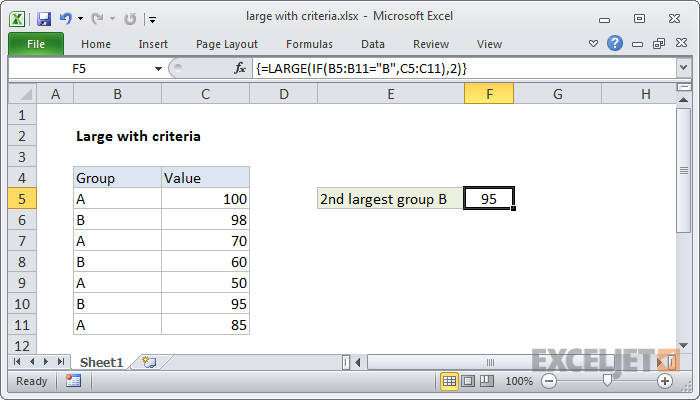 large with criteria.xlsx - Microsoft Excel
File Home Insert Page Layout Formulas Data Review View
F5 fx {=LARGE(IF(B5:B11="B",C5:C11),2)}
A B C D E F G H
1
2 Large with criteria
3
4 Group Value
5 A 100 2nd largest group B 95
6 B 98
7 A 70
8 B 60
9 A 50
10 B 95
11 A 85
12
Sheet1
EXCELJET
Ready 100%